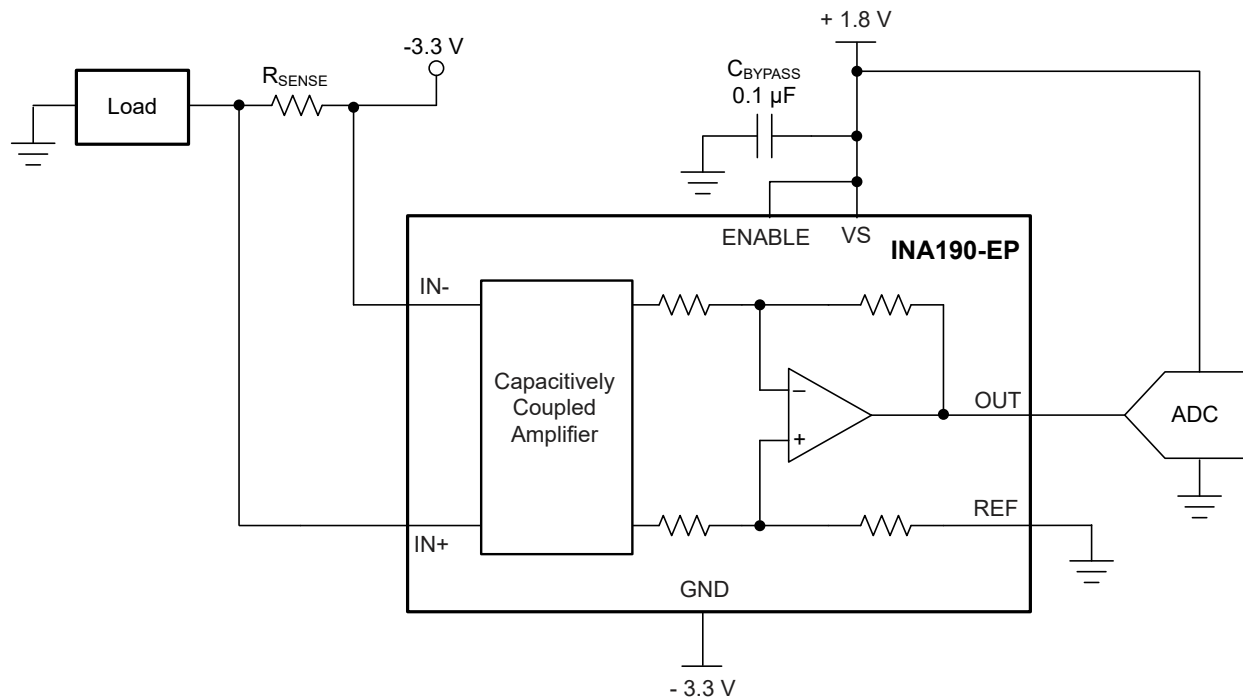 + 1.8 V
-3.3 V
RSENSE
CBYPASS
0.1 µF
Load
ENABLE
VS
INA190-EP
IN-
Capacitively
Coupled
Amplifier
–
+
OUT
ADC
REF
IN+
GND
- 3.3 V